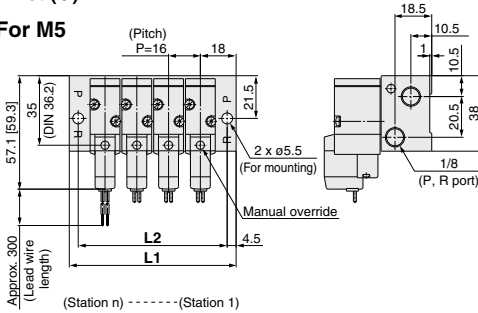 For M5
(Pitch)
P=16
18
18.5
10.5
1
10.5
57.1 [59.3]
35
(DIN 36.2)
P
R
P
R
21.5
20.5
38
2 x ø5.5
(For mounting)
1/8
(P, R port)
Manual override
Approx. 300
(Lead wire
length)
L2
4.5
L1
(Station n) ------- (Station 1)